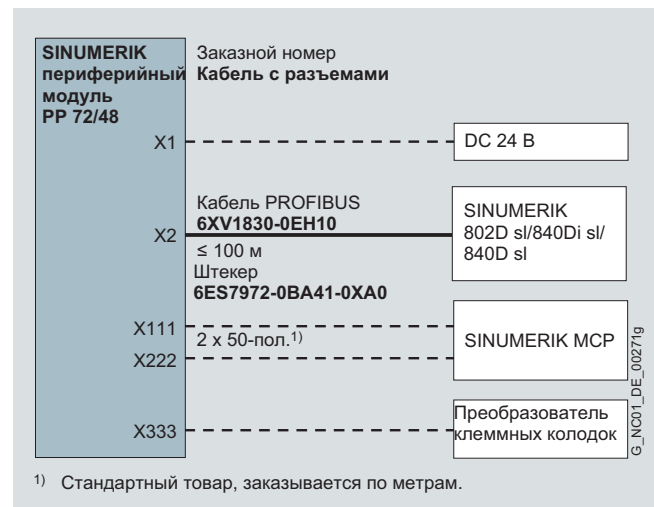 SINUMERIK
периферийный
модуль
PP 72/48
Заказной номер
Кабель с разъемами
X1
DC 24 В
Кабель PROFIBUS
6XV1830-0EH10
X2
≤ 100 м
Штекер
6ES7972-0BA41-0XA0
SINUMERIK
802D sl/840Di sl/
840D sl
X111
2 x 50-пол.1)
X222
SINUMERIK MCP
X333
Преобразователь
клеммных колодок
G_NC01_DE_00271g
1) Стандартный товар, заказывается по метрам.